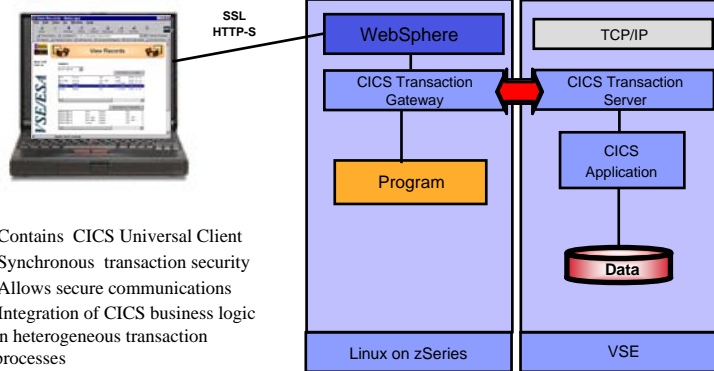 SSL
HTTP-S
View Records
VSE/ESA
WebSphere
CICS Transaction
Gateway
Program
Linux on zSeries
TCP/IP
CICS Transaction
Server
CICS
Application
Data
VSE
Contains CICS Universal Client
Synchronous transaction security
Allows secure communications
Integration of CICS business logic
n heterogeneous transaction
processes